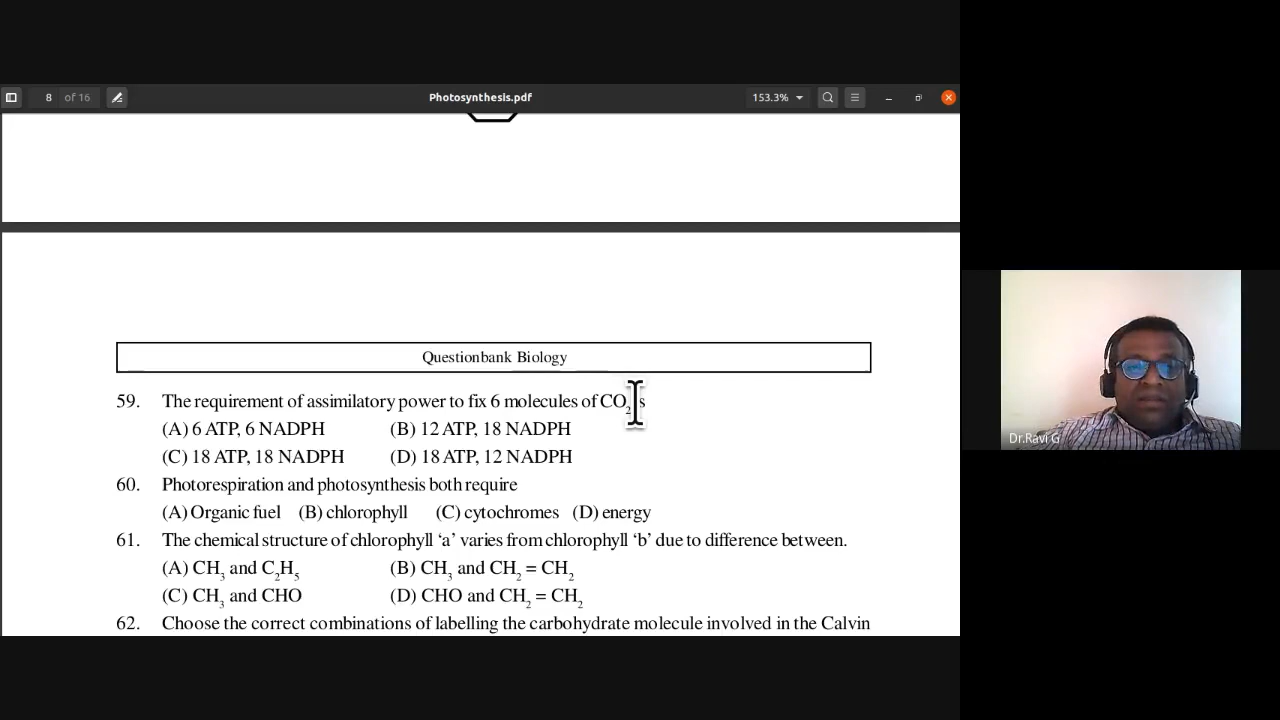 8 of 16
Photosynthesis.pdf
153.3%
Questionbank Biology
59. The requirement of assimilatory power to fix 6 molecules of CO₂ s
(A) 6 ATP, 6 NADPH (B) 12 ATP, 18 NADPH
(C) 18 ATP, 18 NADPH (D) 18 ATP, 12 NADPH
60. Photorespiration and photosynthesis both require
(A) Organic fuel (B) chlorophyll (C) cytochromes (D) energy
61. The chemical structure of chlorophyll ‘a’ varies from chlorophyll ‘b’ due to difference between.
(A) CH₃ and C₂H₅ (B) CH₃ and CH₂ = CH₂
(C) CH₃ and CHO (D) CHO and CH₂ = CH₂
62. Choose the correct combinations of labelling the carbohydrate molecule involved in the Calvin
Dr.Ravi G